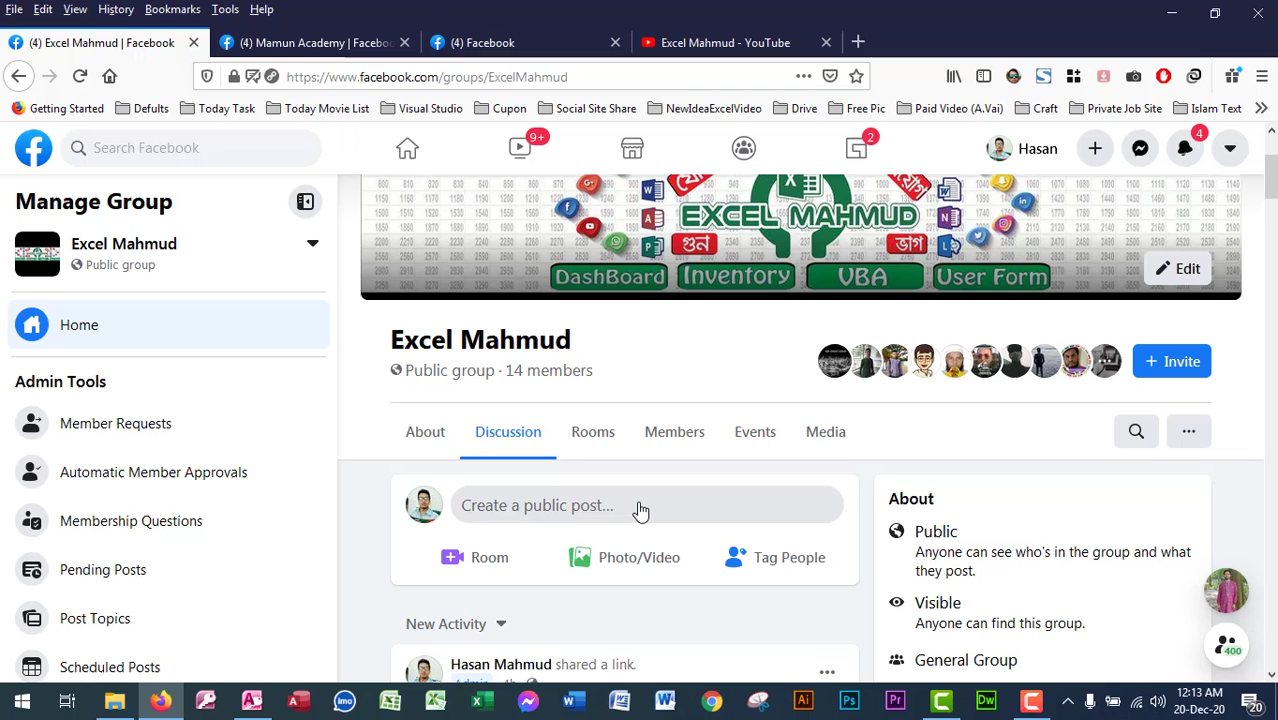 File Edit View History Bookmarks Tools Help
(4) Excel Mahmud | Facebook
(4) Mamun Academy | Faceboo
(4) Facebook
Excel Mahmud - YouTube
https://www.facebook.com/groups/ExcelMahmud
Getting Started Defults Today Task Today Movie List Visual Studio Cupon Social Site Share NewIdeaExcelVideo Drive Free Pic Paid Video (A.Vai) Craft Private Job Site Islam Text
Search Facebook
9+
2
Hasan
4
Manage Group
Excel Mahmud
Public group
Home
Admin Tools
Member Requests
Automatic Member Approvals
Membership Questions
Pending Posts
Post Topics
Scheduled Posts
EXCEL MAHMUD
গুন
ভাগ
DashBoard Inventory VBA User Form
Edit
Excel Mahmud
Public group · 14 members
+ Invite
About Discussion Rooms Members Events Media
Create a public post...
Room Photo/Video Tag People
New Activity
Hasan Mahmud shared a link.
About
Public
Anyone can see who's in the group and what
they post.
Visible
Anyone can find this group.
General Group
400
12:13 AM
20-Dec-20
20